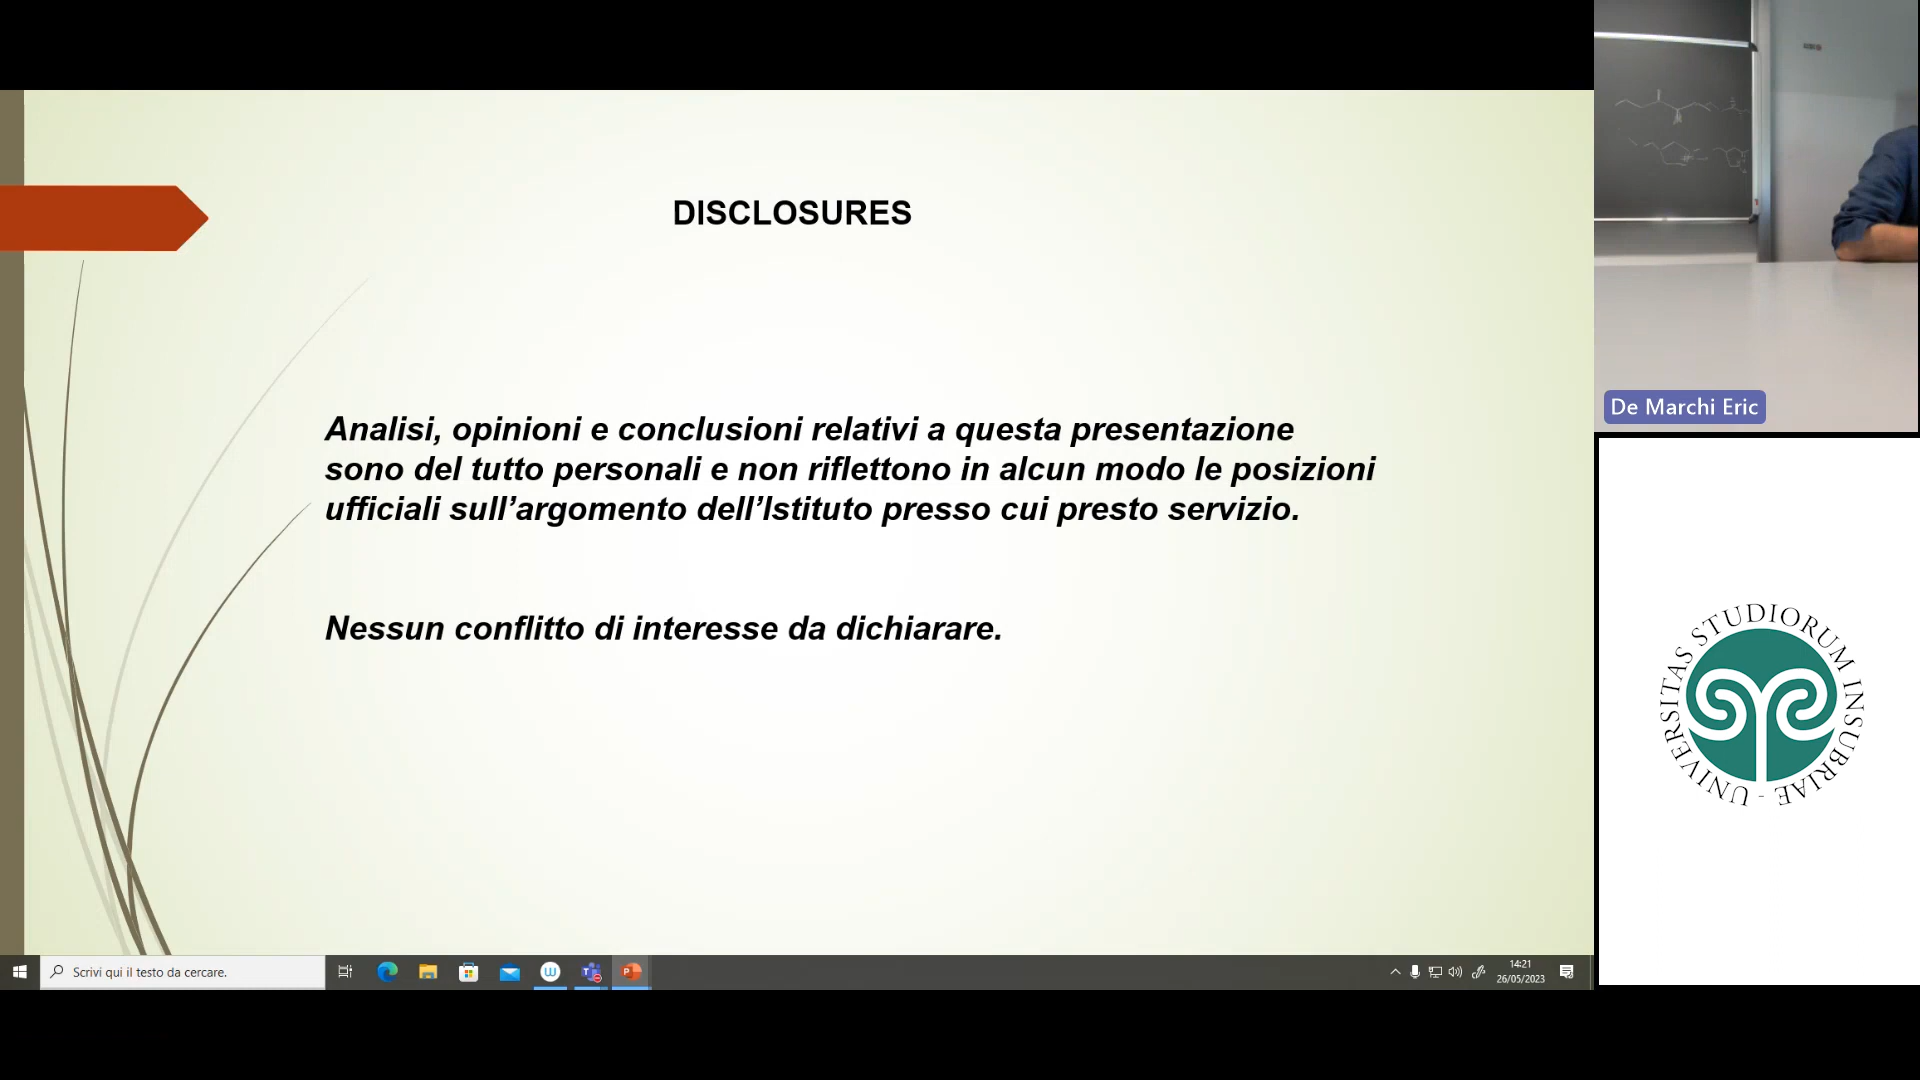 DISCLOSURES
Analisi, opinioni e conclusioni relativi a questa presentazione
sono del tutto personali e non riflettono in alcun modo le posizioni
ufficiali sull’argomento dell’Istituto presso cui presto servizio.
Nessun conflitto di interesse da dichiarare.
De Marchi Eric
UNIVERSITAS STUDIORUM INSUBRIAE -
Scrivi qui il testo da cercare.
14:21
26/05/2023